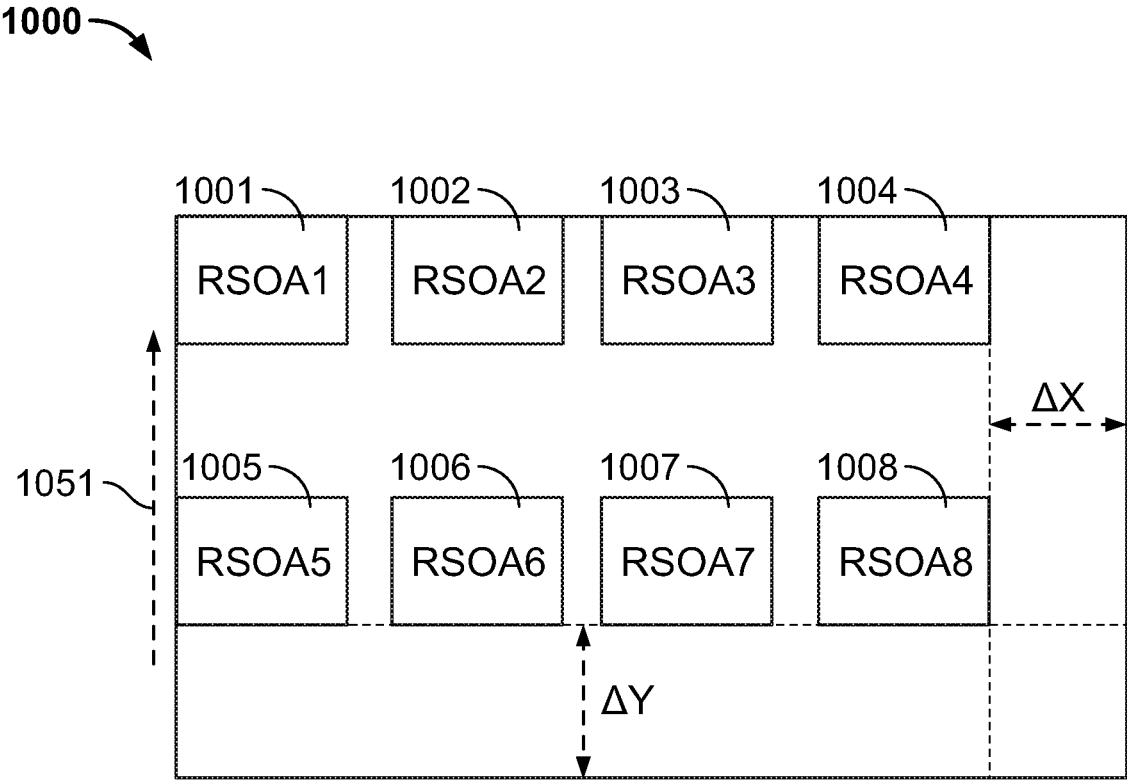 1000
1001 1002 1003 1004
RSOA1 RSOA2 RSOA3 RSOA4
ΔX
1051
1005 1006 1007 1008
RSOA5 RSOA6 RSOA7 RSOA8
ΔY